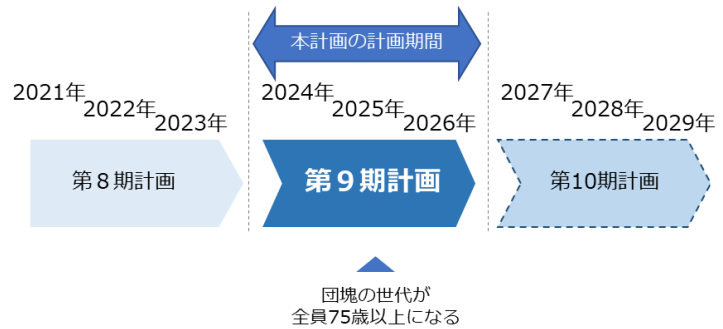 本計画の計画期間
2021年
2022年
2023年
2024年
2025年
2026年
2027年
2028年
2029年
第８期計画
第９期計画
第10期計画
団塊の世代が
全員75歳以上になる